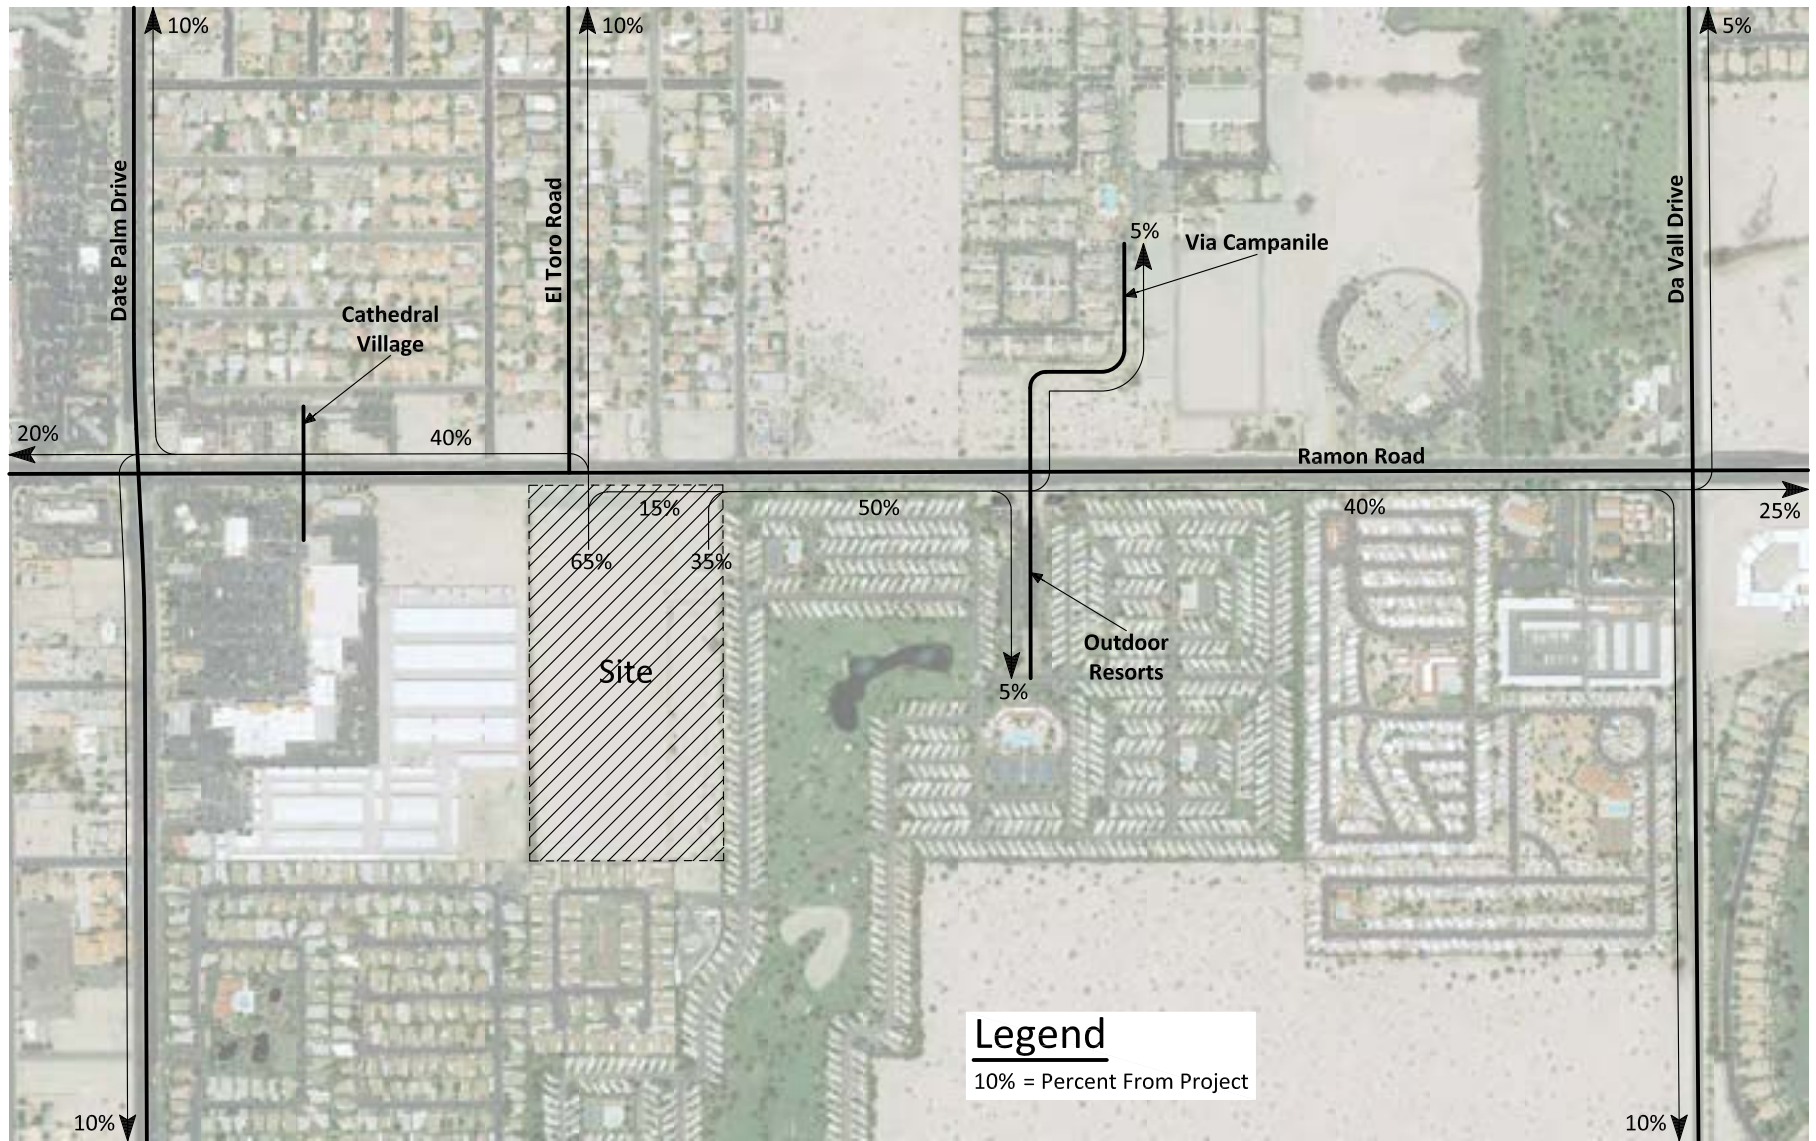 10%
10%
5%
Date Palm Drive
El Toro Road
Da Vall Drive
5%
Via Campanile
Cathedral
Village
20%
40%
Ramon Road
15%
50%
40%
25%
65%
35%
Site
Outdoor
Resorts
5%
Legend
10% = Percent From Project
10%
10%